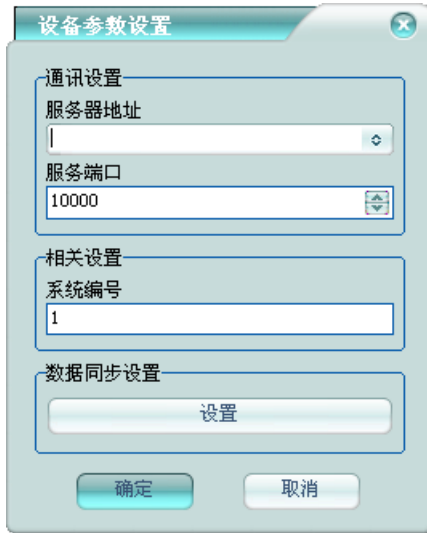 设备参数设置
通讯设置
服务器地址
服务端口
10000
相关设置
系统编号
1
数据同步设置
设置
确定
取消